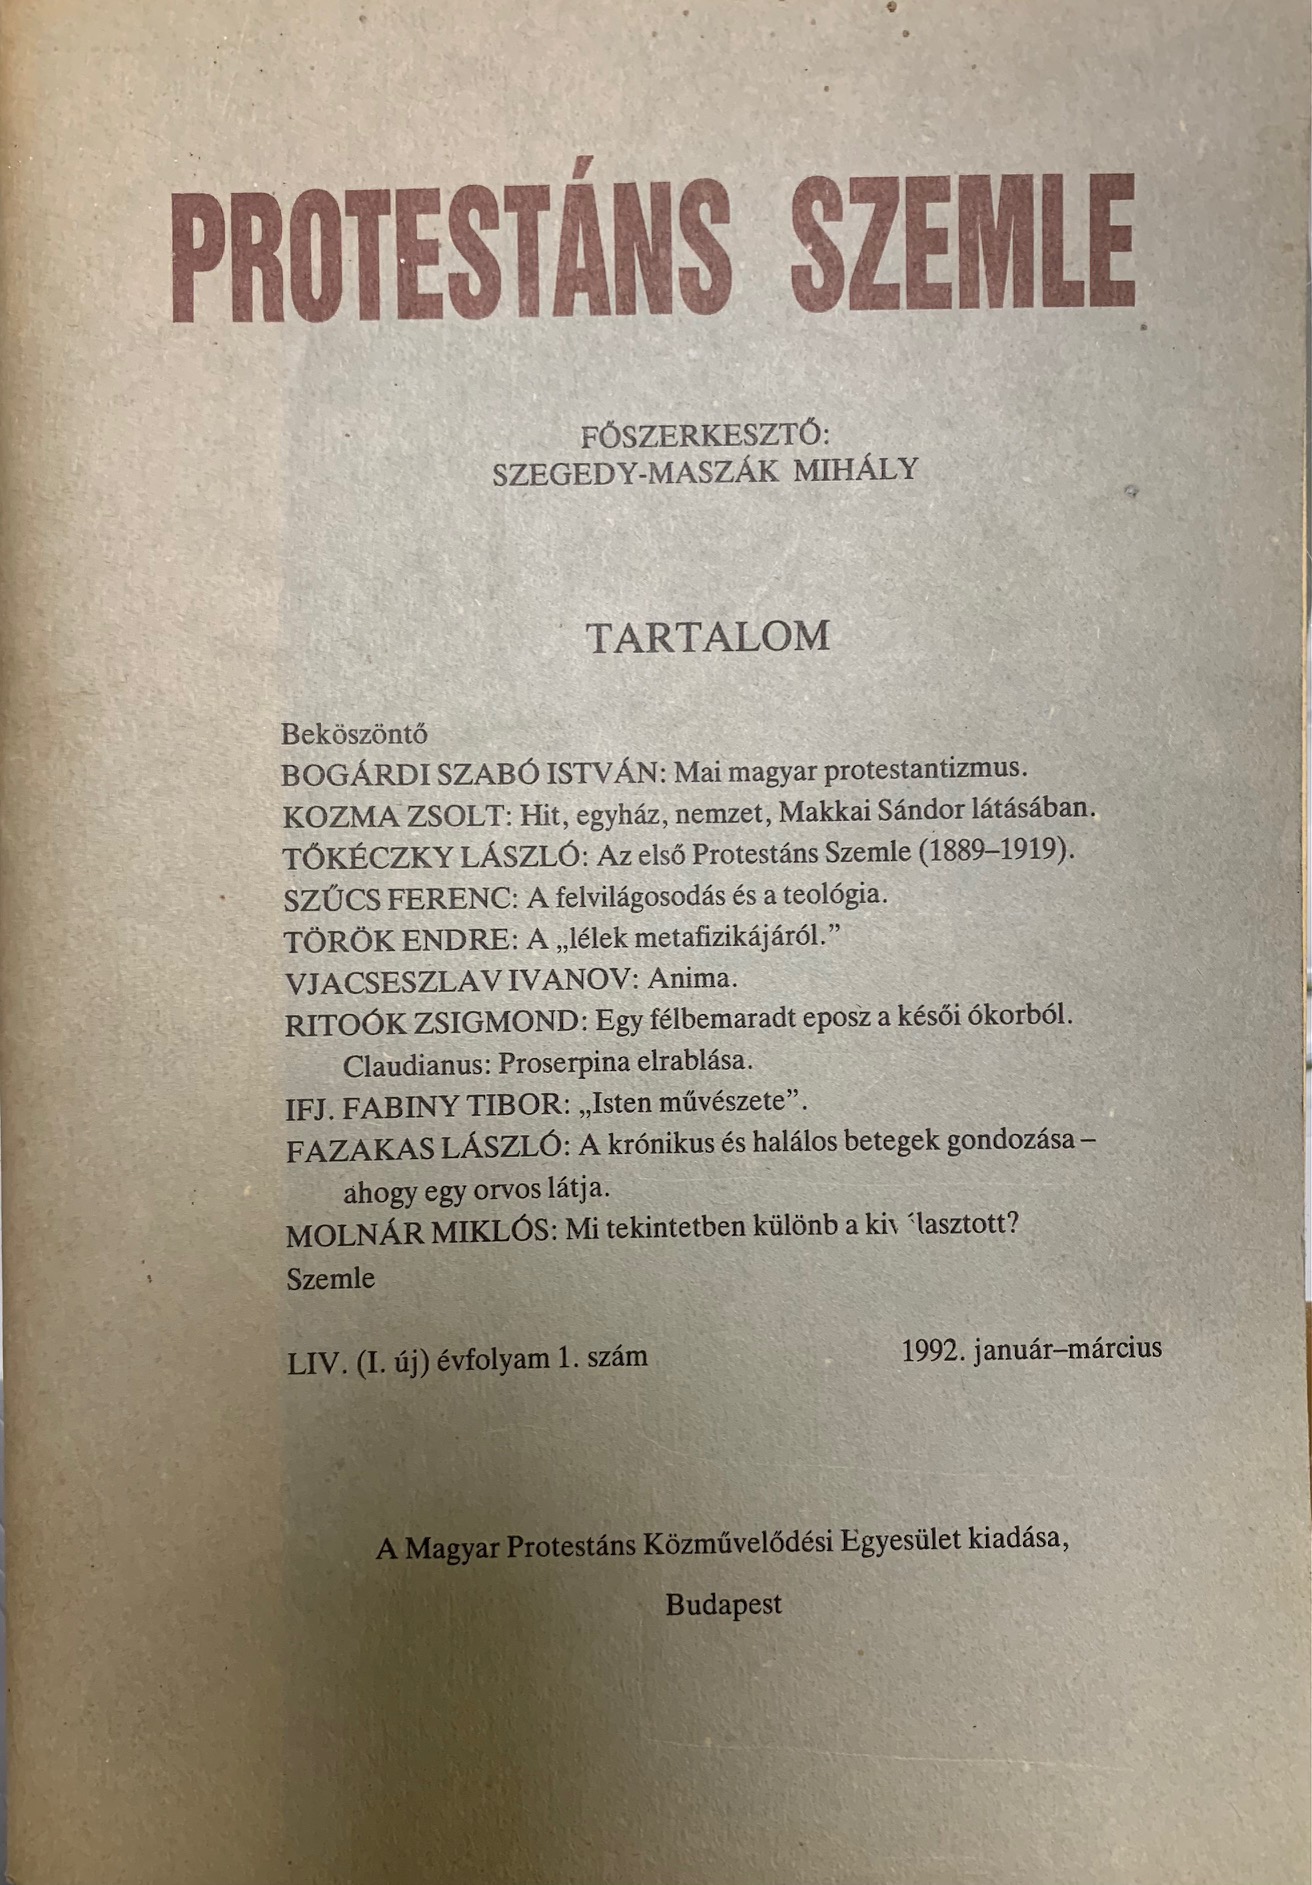 PROTESTÁNS SZEMLE
FŐSZERKESZTŐ:
SZEGEDY-MASZÁK MIHÁLY
TARTALOM
Beköszöntő
BOGÁRDI SZABÓ ISTVÁN: Mai magyar protestantizmus.
KOZMA ZSOLT: Hit, egyház, nemzet, Makkai Sándor látásában.
TŐKÉCZKY LÁSZLÓ: Az első Protestáns Szemle (1889–1919).
SZŰCS FERENC: A felvilágosodás és a teológia.
TÖRÖK ENDRE: A „lélek metafizikájáról.”
VJACSESZLAV IVANOV: Anima.
RITOÓK ZSIGMOND: Egy félbemaradt eposz a késői ókorból.
Claudianus: Proserpina elrablása.
IFJ. FABINY TIBOR: „Isten művészete”.
FAZAKAS LÁSZLÓ: A krónikus és halálos betegek gondozása –
ahogy egy orvos látja.
MOLNÁR MIKLÓS: Mi tekintetben különb a kiválasztott?
Szemle
LIV. (I. új) évfolyam 1. szám 1992. január–március
A Magyar Protestáns Közművelődési Egyesület kiadása,
Budapest